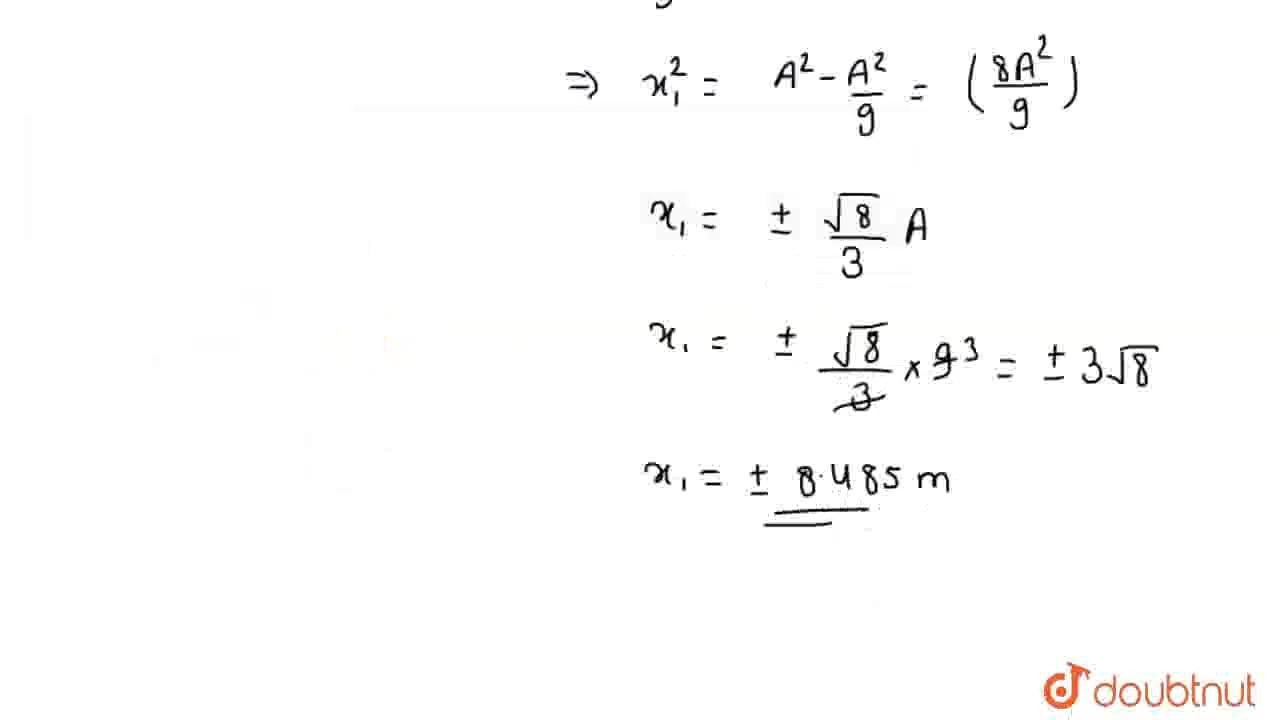 ⇒ x₁² = A² - A²/9 = (8A²/9)
x₁ = ± √8/3 A
x₁ = ± √8/3 × 9 3 = ± 3√8
x₁ = ± 8.485 m
doubtnut